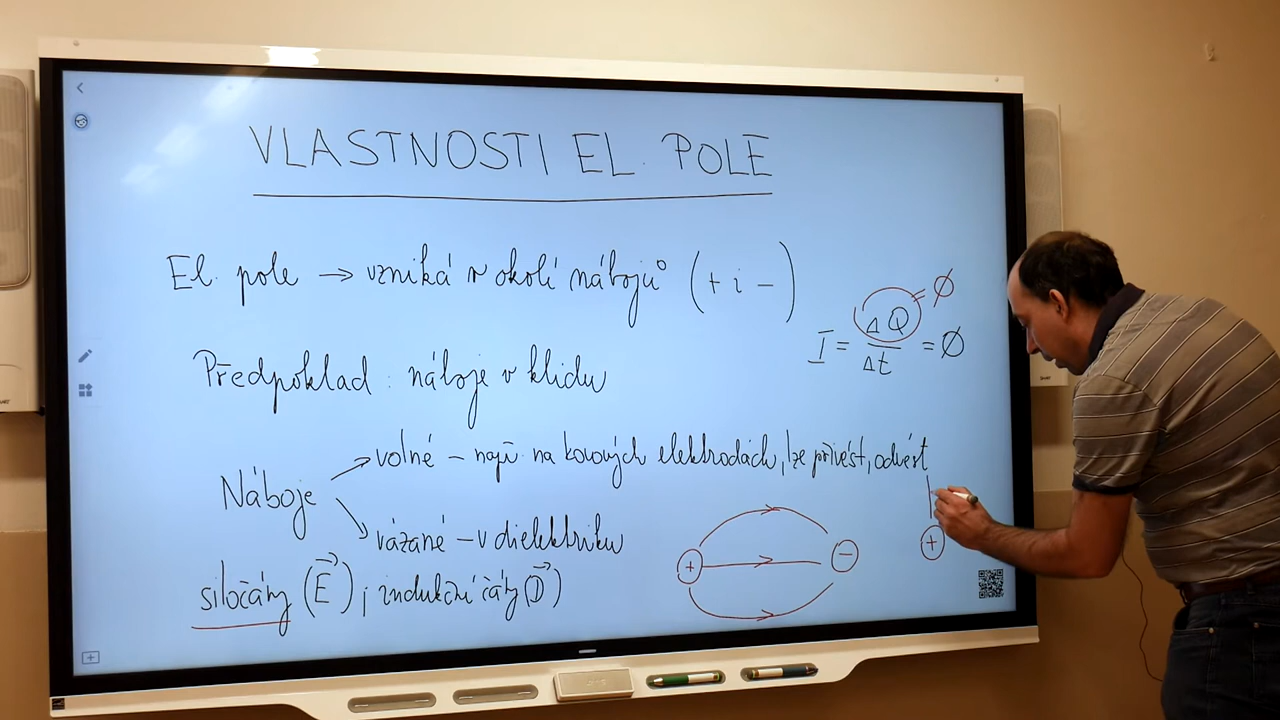 VLASTNOSTI EL. POLE
El. pole → vzniká v okolí nábojů (+ i -)
I = ΔQ/Δt = Ø
= Ø
Předpoklad: náboje v klidu
Náboje
volné - např. na kovových elektrodách, lze přivést, odvést
vázané - v dielektriku
siločáry (E⃗); indukční čáry (D⃗)
+ -
+